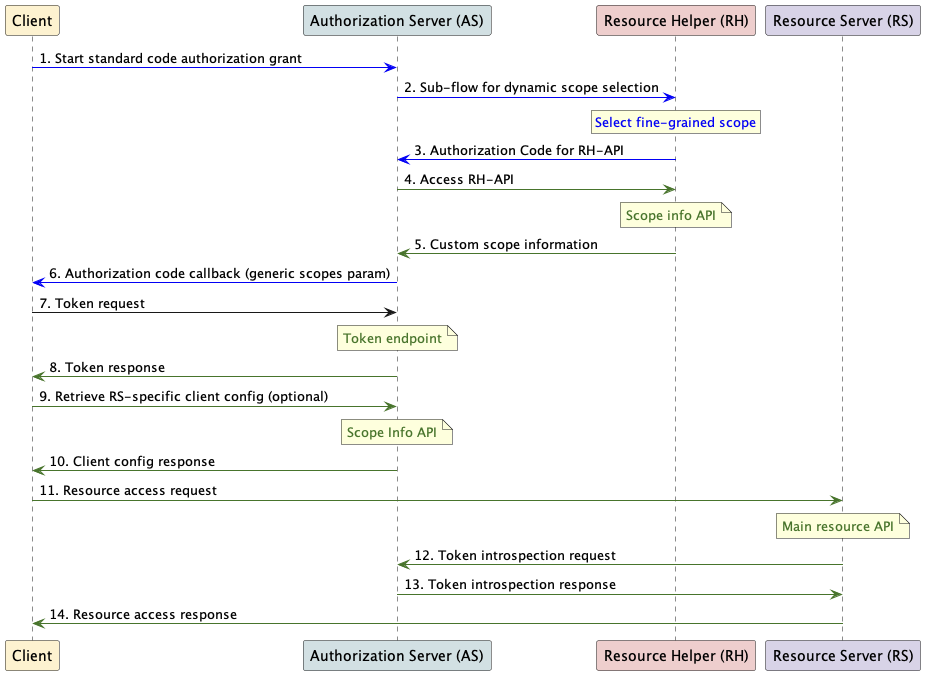 Client
Authorization Server (AS)
Resource Helper (RH)
Resource Server (RS)
1. Start standard code authorization grant
2. Sub-flow for dynamic scope selection
Select fine-grained scope
3. Authorization Code for RH-API
4. Access RH-API
Scope info API
5. Custom scope information
6. Authorization code callback (generic scopes param)
7. Token request
Token endpoint
8. Token response
9. Retrieve RS-specific client config (optional)
Scope Info API
10. Client config response
11. Resource access request
Main resource API
12. Token introspection request
13. Token introspection response
14. Resource access response
Client
Authorization Server (AS)
Resource Helper (RH)
Resource Server (RS)